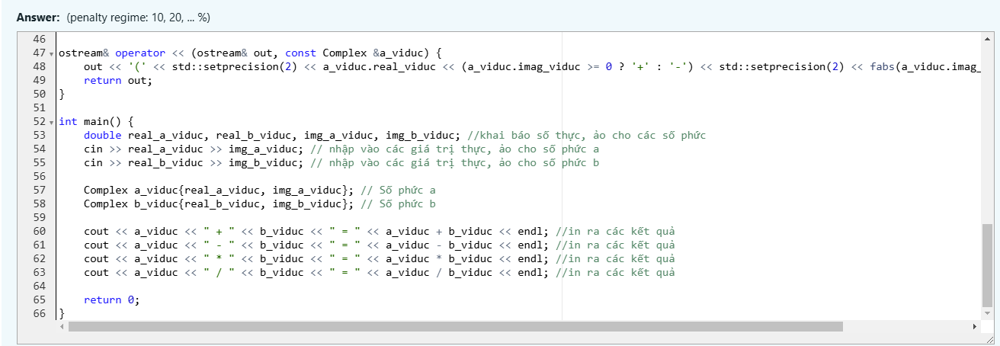 Answer: (penalty regime: 10, 20, ... %)
46
47 ostream& operator << (ostream& out, const Complex &a_viduc) {
48     out << '(' << std::setprecision(2) << a_viduc.real_viduc << (a_viduc.imag_viduc >= 0 ? '+' : '-') << std::setprecision(2) << fabs(a_viduc.imag_
49     return out;
50 }
51
52 int main() {
53     double real_a_viduc, real_b_viduc, img_a_viduc, img_b_viduc; //khai báo số thực, ảo cho các số phức
54     cin >> real_a_viduc >> img_a_viduc; // nhập vào các giá trị thực, ảo cho số phức a
55     cin >> real_b_viduc >> img_b_viduc; // nhập vào các giá trị thực, ảo cho số phức b
56
57     Complex a_viduc{real_a_viduc, img_a_viduc}; // Số phức a
58     Complex b_viduc{real_b_viduc, img_b_viduc}; // Số phức b
59
60     cout << a_viduc << " + " << b_viduc << " = " << a_viduc + b_viduc << endl; //in ra các kết quả
61     cout << a_viduc << " - " << b_viduc << " = " << a_viduc - b_viduc << endl; //in ra các kết quả
62     cout << a_viduc << " * " << b_viduc << " = " << a_viduc * b_viduc << endl; //in ra các kết quả
63     cout << a_viduc << " / " << b_viduc << " = " << a_viduc / b_viduc << endl; //in ra các kết quả
64
65     return 0;
66 }